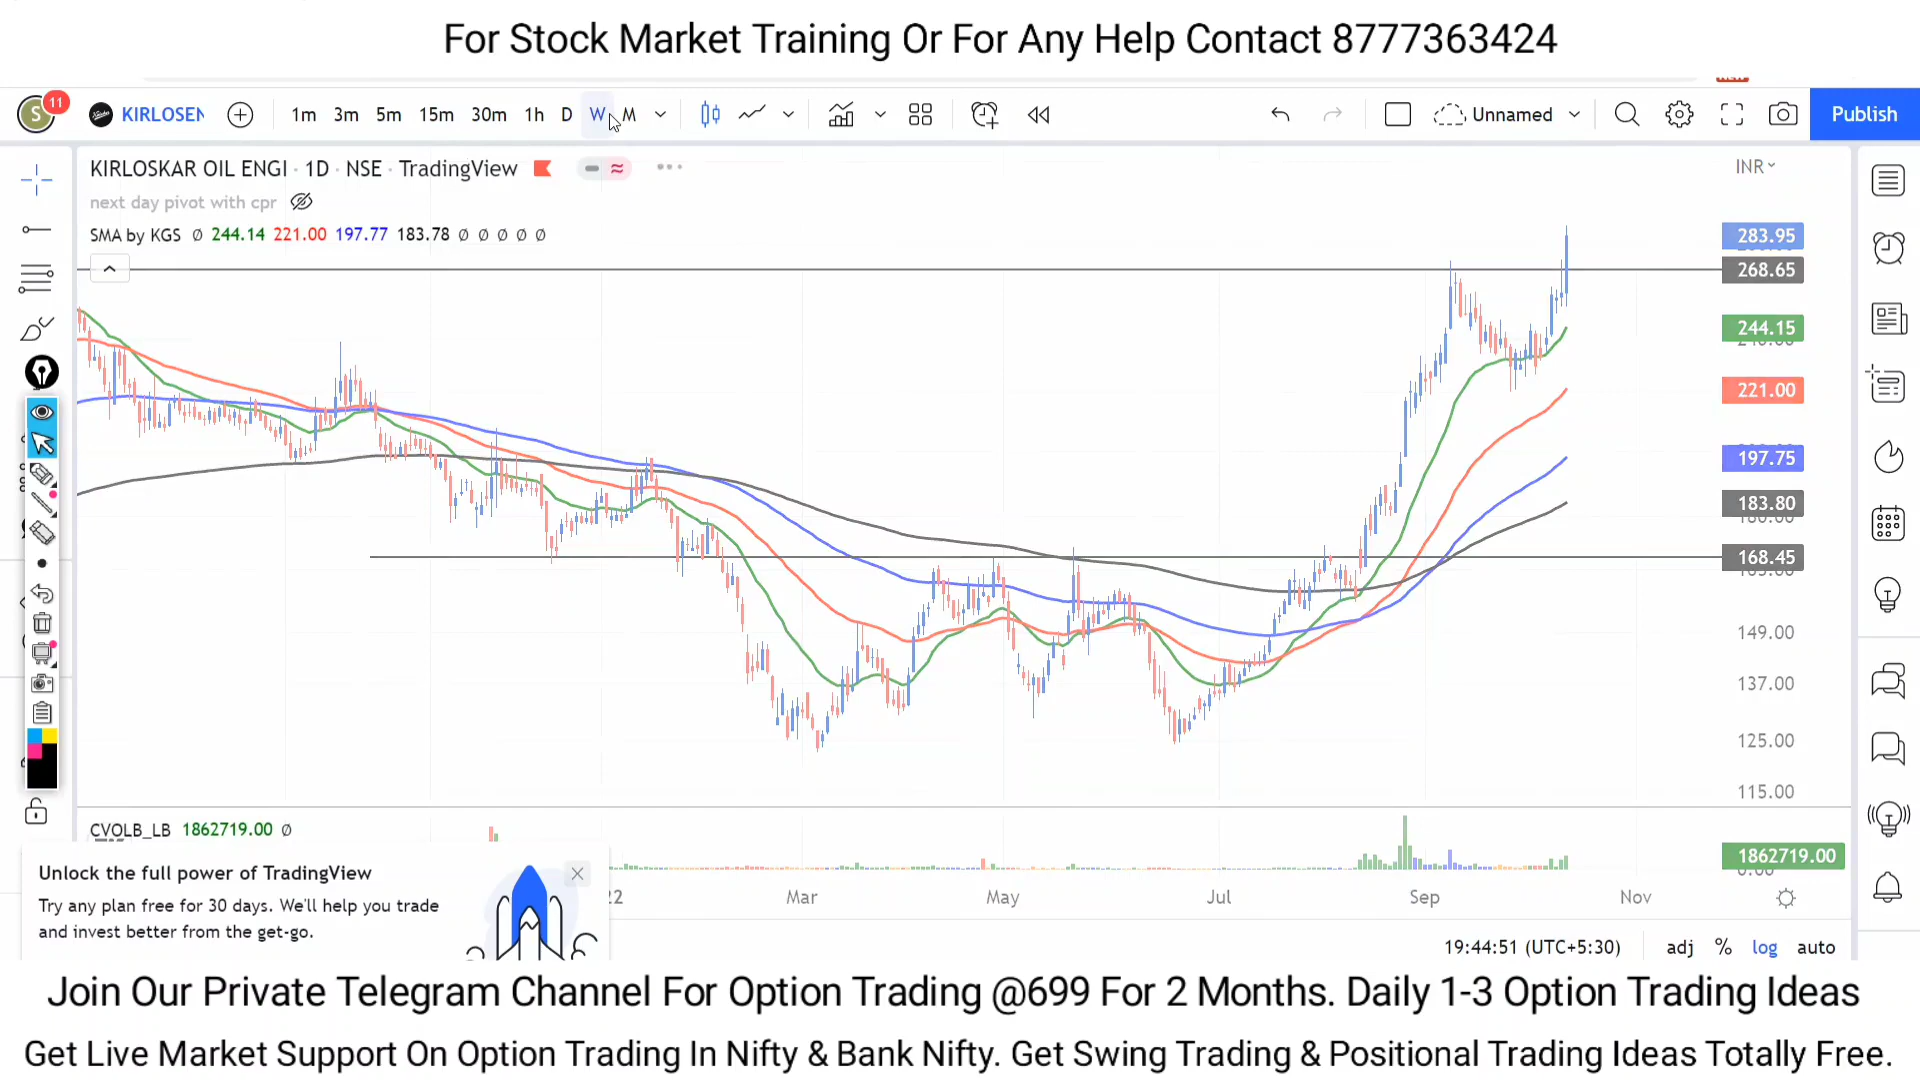 For Stock Market Training Or For Any Help Contact 8777363424
S 11 KIRLOSEN 1m 3m 5m 15m 30m 1h D W M Unnamed Publish
KIRLOSKAR OIL ENGI · 1D · NSE · TradingView INR
next day pivot with cpr
SMA by KGS Ø 244.14 221.00 197.77 183.78 Ø Ø Ø Ø Ø
283.95
268.65
244.15
221.00
197.75
183.80
168.45
149.00
137.00
125.00
115.00
CVOLB_LB 1862719.00 Ø
1862719.00
0.00
Unlock the full power of TradingView
Try any plan free for 30 days. We'll help you trade
and invest better from the get-go.
22 Mar May Jul Sep Nov
19:44:51 (UTC+5:30) adj % log auto
Join Our Private Telegram Channel For Option Trading @699 For 2 Months. Daily 1-3 Option Trading Ideas
Get Live Market Support On Option Trading In Nifty & Bank Nifty. Get Swing Trading & Positional Trading Ideas Totally Free.